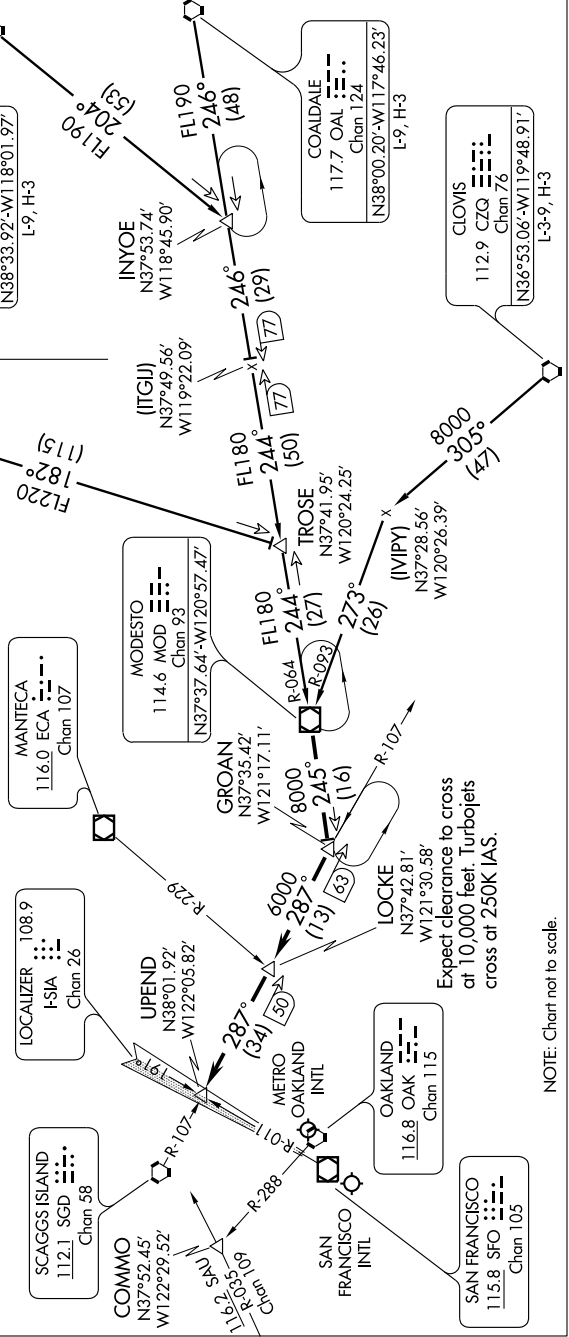 N38°33.92'-W118°01.97'
L-9, H-3
FL190
204°
(53)
FL190
246°
(48)
COALDALE
117.7 OAL
Chan 124
N38°00.20'-W117°46.23'
L-9, H-3
INYOE
N37°53.74'
W118°45.90'
246°
(29)
77
(ITGIJ)
N37°49.56'
W119°22.09'
77
FL180
244°
(50)
CLOVIS
112.9 CZQ
Chan 76
N36°53.06'-W119°48.91'
L-3-9, H-3
8000
305°
(47)
(IVIPY)
N37°28.56'
W120°26.39'
273°
(26)
FL220
182°
(115)
TROSE
N37°41.95'
W120°24.25'
FL180
244°
(27)
R-064
R-093
MODESTO
114.6 MOD
Chan 93
N37°37.64'-W120°57.47'
GROAN
N37°35.42'
W121°17.11'
8000
245°
(16)
R-107
63
6000
287°
(13)
MANTECA
116.0 ECA
Chan 107
R-229
LOCKE
N37°42.81'
W121°30.58'
Expect clearance to cross
at 10,000 feet. Turbojets
cross at 250K IAS.
50
287°
(34)
LOCALIZER 108.9
I-SIA
Chan 26
UPEND
N38°01.92'
W122°05.82'
191°
R-011
METRO
OAKLAND
INTL
OAKLAND
116.8 OAK
Chan 115
SCAGGS ISLAND
112.1 SGD
Chan 58
R-107
R-288
COMMO
N37°52.45'
W122°29.52'
116.2 SAU
R-035
Chan 109
SAN
FRANCISCO
INTL
SAN FRANCISCO
115.8 SFO
Chan 105
NOTE: Chart not to scale.